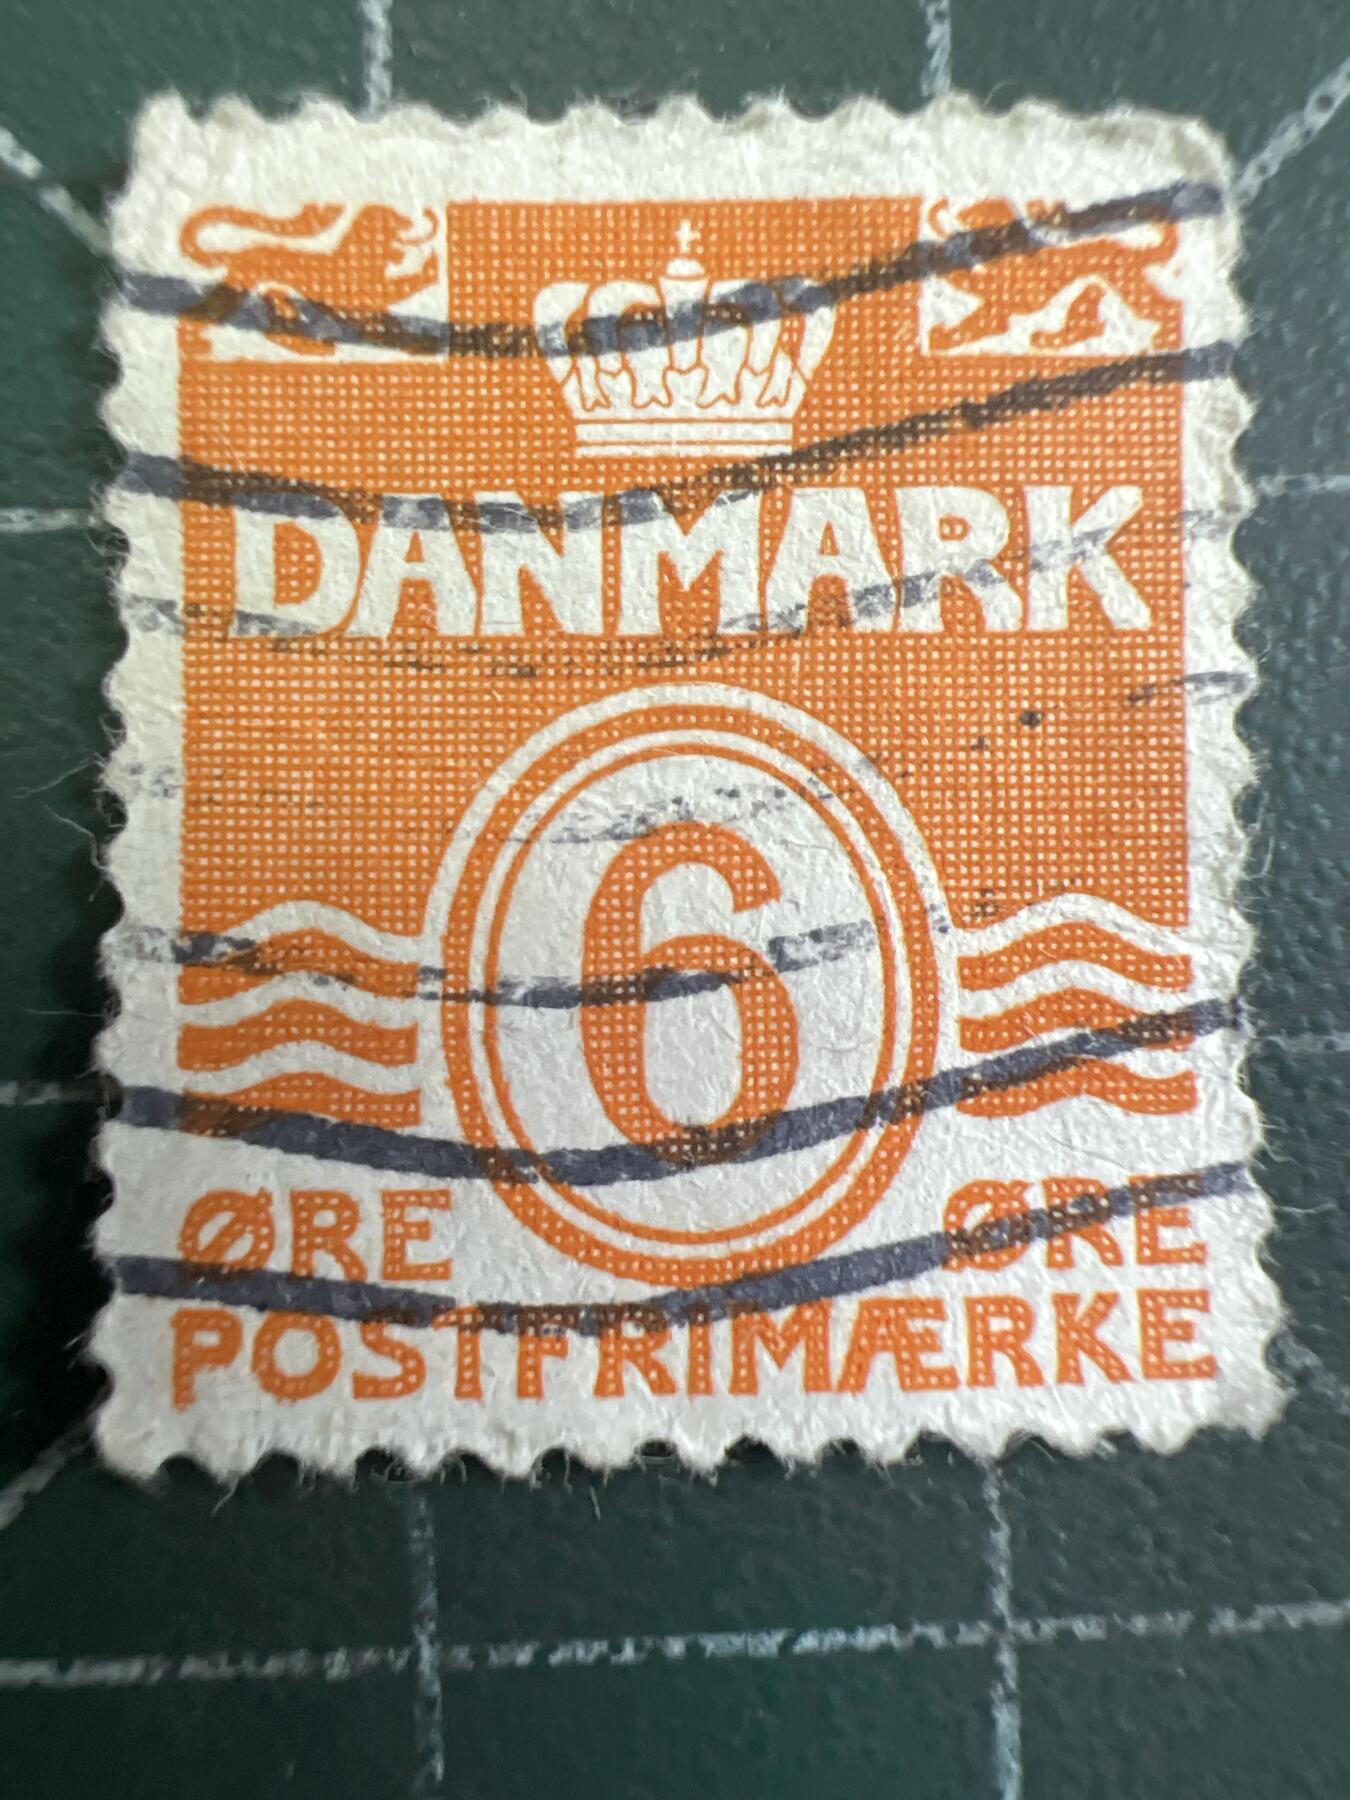 DANMARK
6
ØRE ØRE
POSTFRIMÆRKE